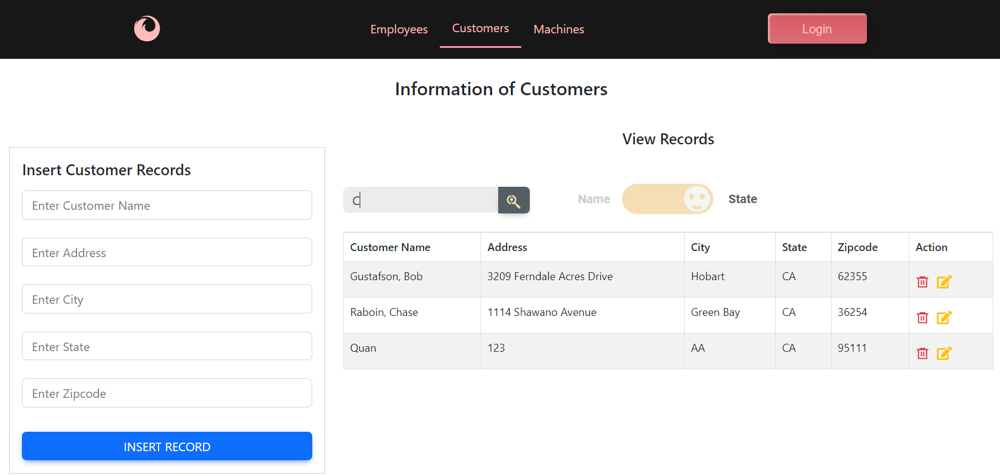 Employees Customers Machines Login
Information of Customers
View Records
Insert Customer Records
Enter Customer Name
Enter Address
Enter City
Enter State
Enter Zipcode
INSERT RECORD
C
Name State
Customer Name Address City State Zipcode Action
Gustafson, Bob 3209 Ferndale Acres Drive Hobart CA 62355
Raboin, Chase 1114 Shawano Avenue Green Bay CA 36254
Quan 123 AA CA 95111